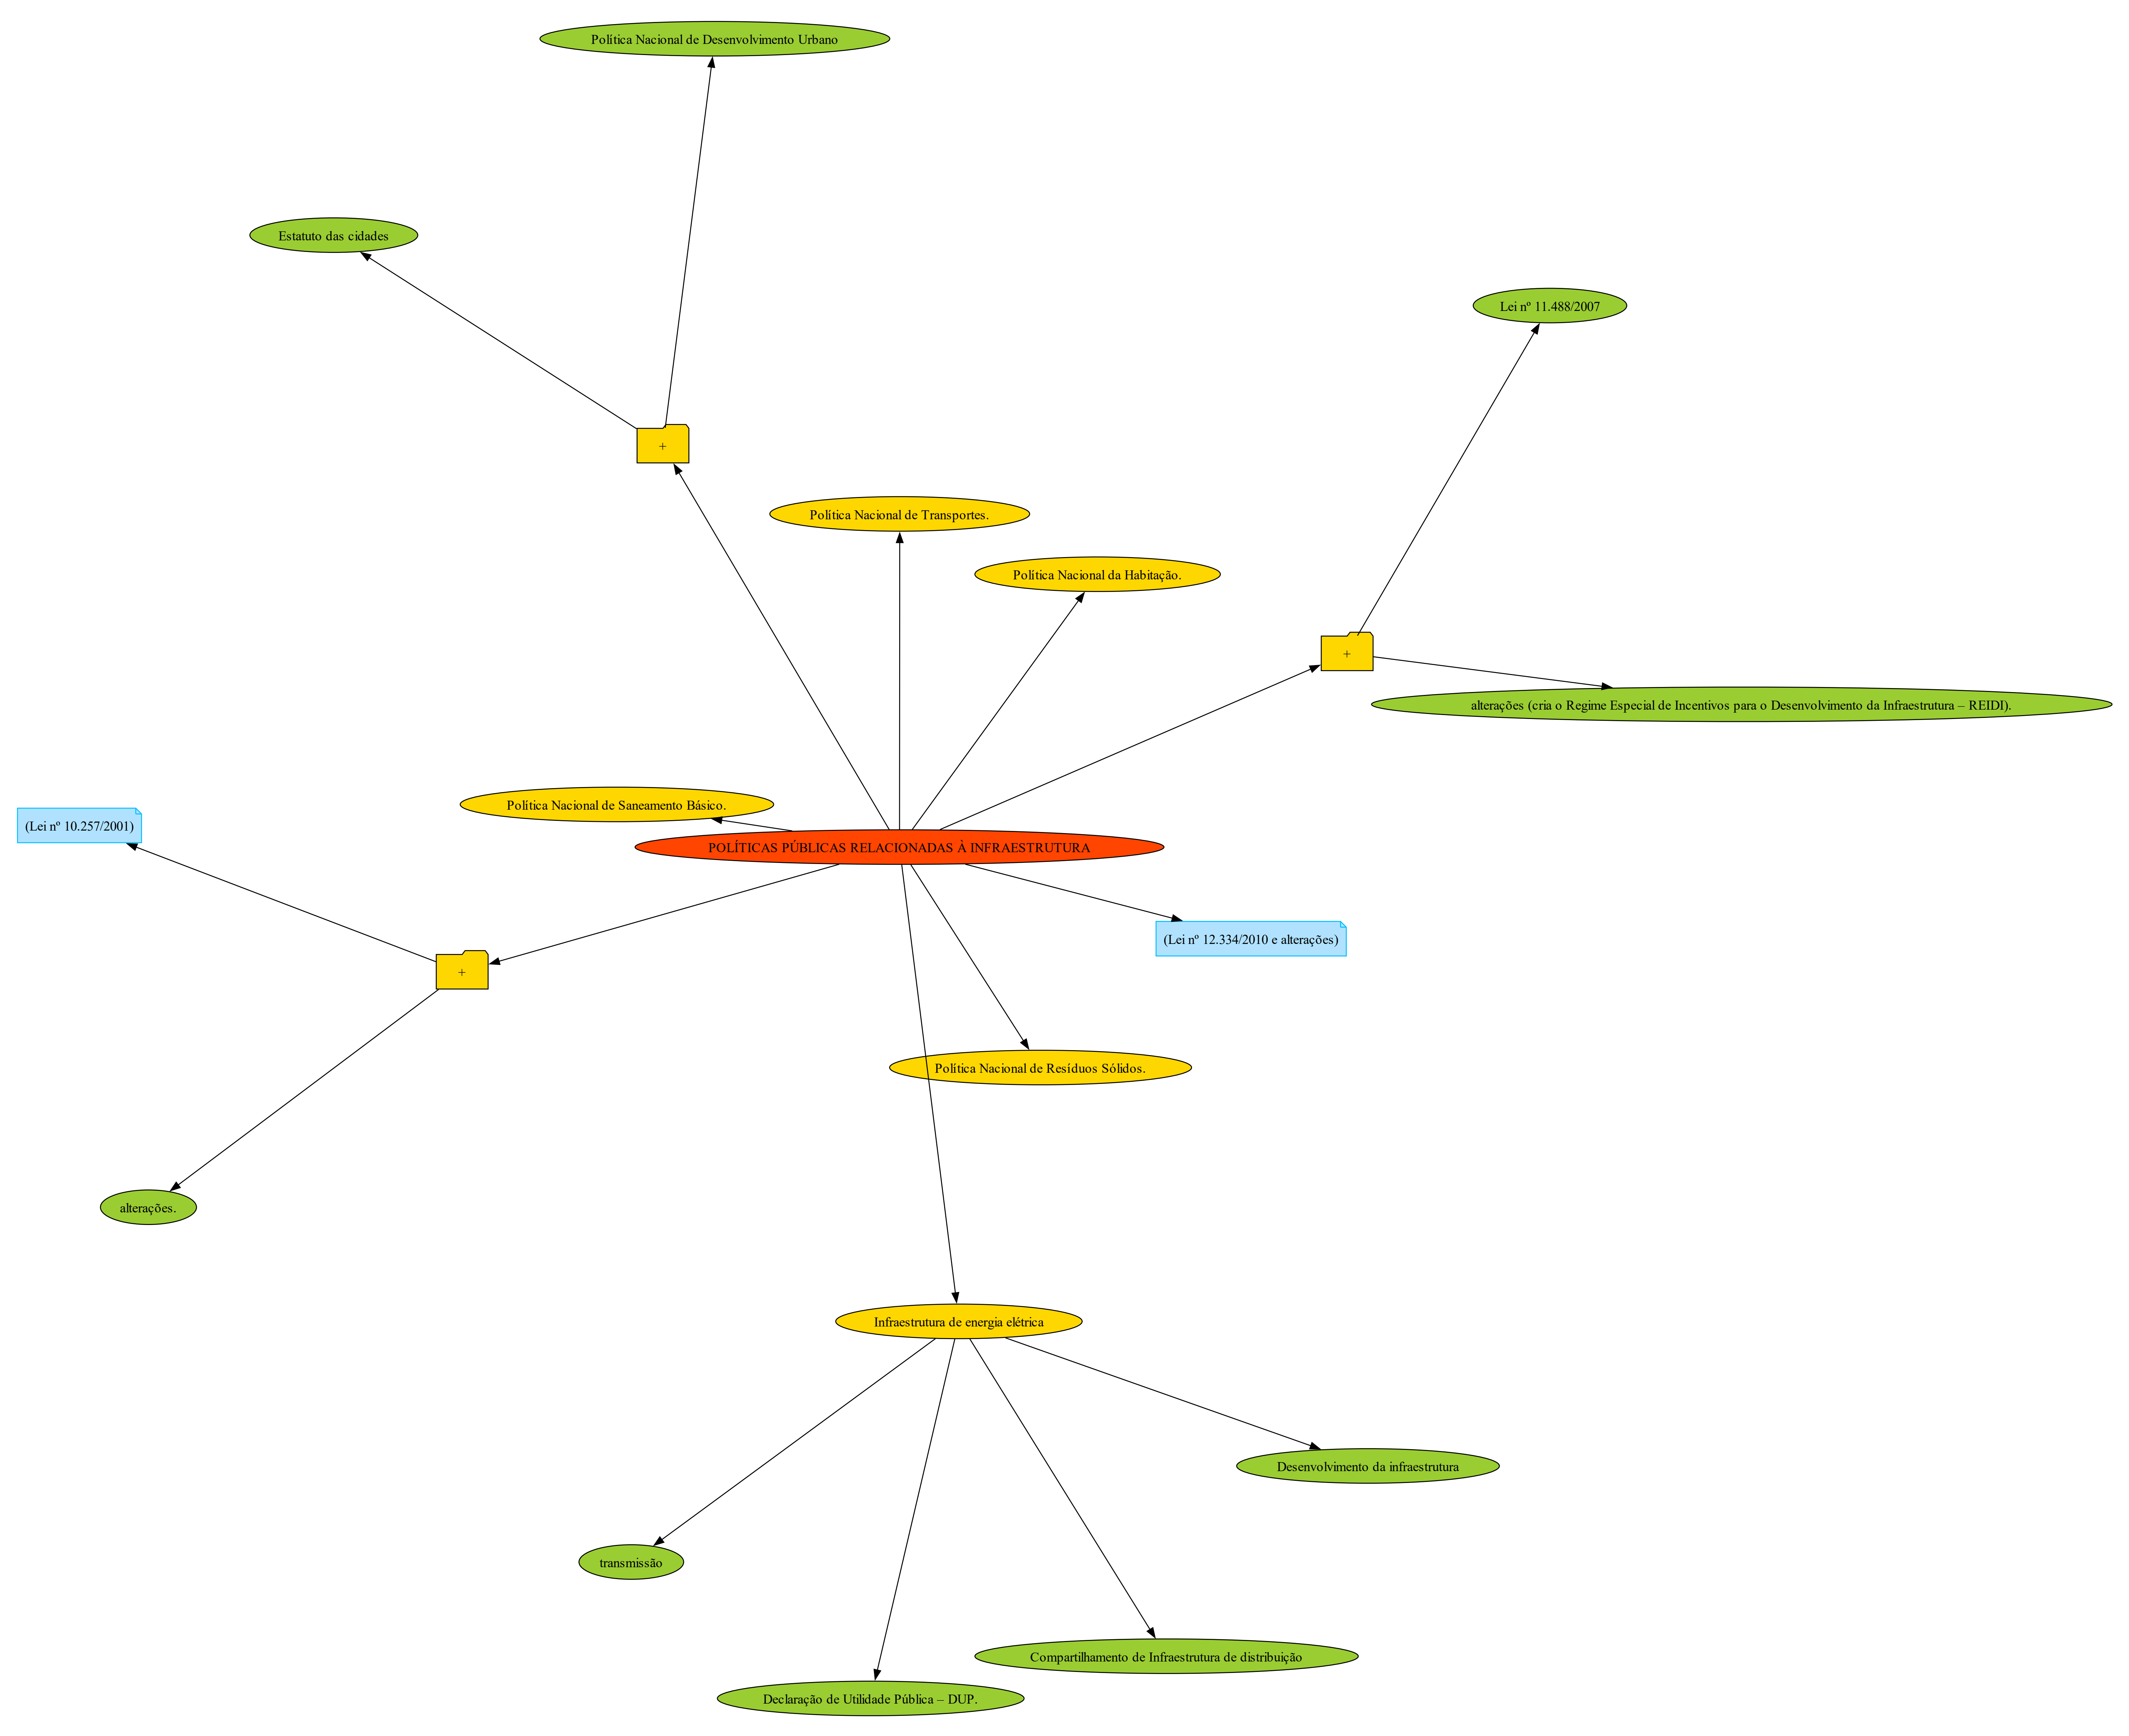 Política Nacional de Desenvolvimento Urbano
Estatuto das cidades
Lei nº 11.488/2007
+
Política Nacional de Transportes.
Política Nacional da Habitação.
+
alterações (cria o Regime Especial de Incentivos para o Desenvolvimento da Infraestrutura – REIDI).
Política Nacional de Saneamento Básico.
(Lei nº 10.257/2001)
POLÍTICAS PÚBLICAS RELACIONADAS À INFRAESTRUTURA
(Lei nº 12.334/2010 e alterações)
+
Política Nacional de Resíduos Sólidos.
alterações.
Infraestrutura de energia elétrica
Desenvolvimento da infraestrutura
transmissão
Compartilhamento de Infraestrutura de distribuição
Declaração de Utilidade Pública – DUP.